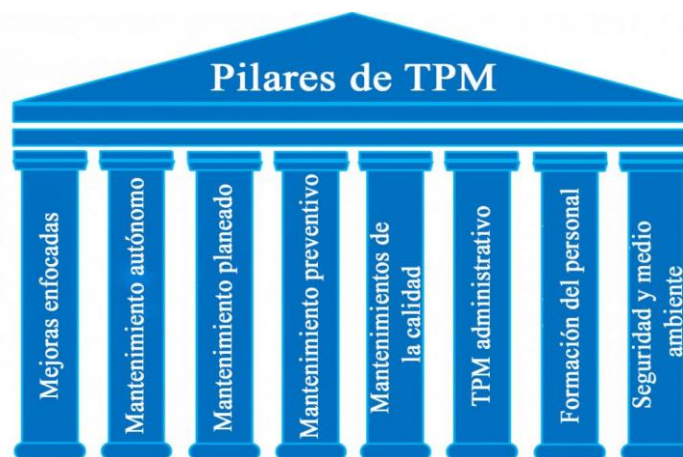 Pilares de TPM
Mejoras enfocadas
Mantenimiento autónomo
Mantenimiento planeado
Mantenimiento preventivo
Mantenimientos de
la calidad
TPM administrativo
Formación del personal
Seguridad y medio
ambiente